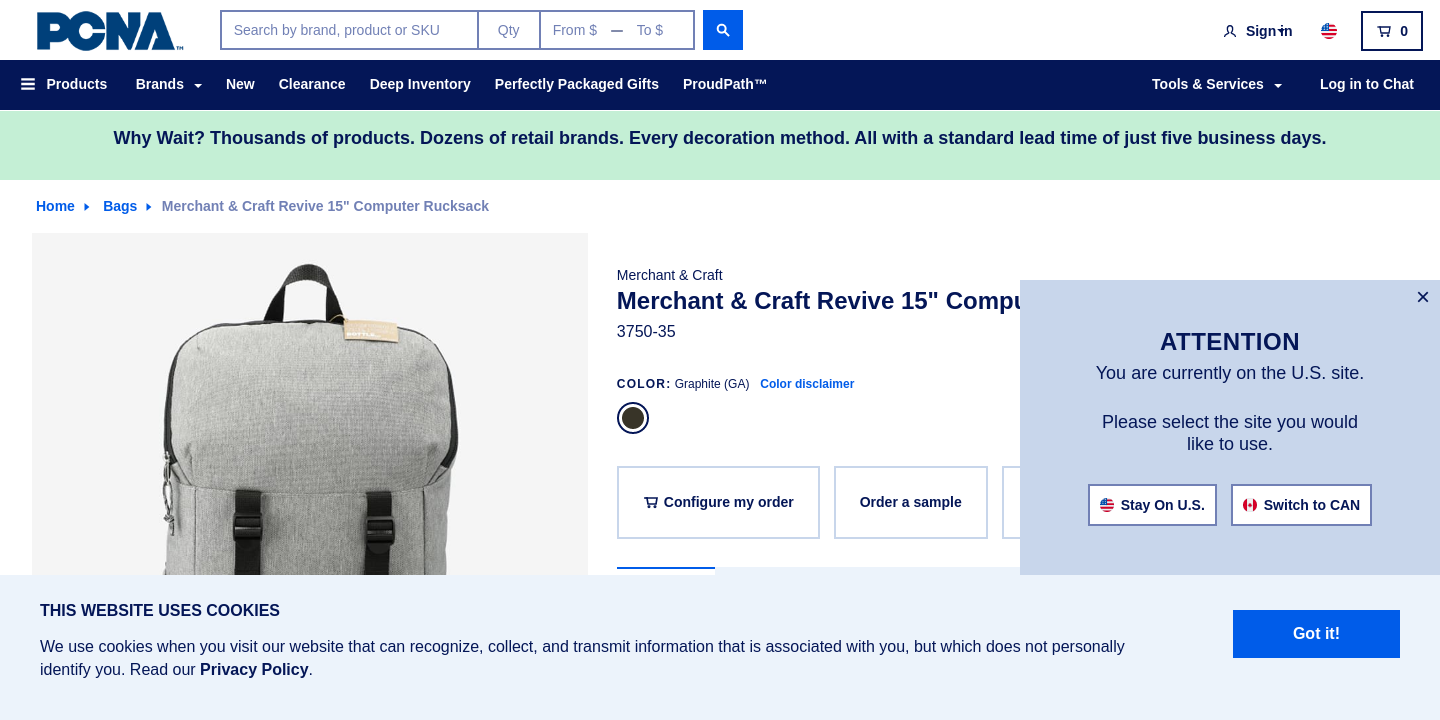 PCNA™
Search by brand, product or SKU
Qty
From $ — To $
Sign in
0
Products
Brands
New
Clearance
Deep Inventory
Perfectly Packaged Gifts
ProudPath™
Tools & Services
Log in to Chat
Why Wait? Thousands of products. Dozens of retail brands. Every decoration method. All with a standard lead time of just five business days.
Home
Bags
Merchant & Craft Revive 15" Computer Rucksack
Merchant & Craft
Merchant & Craft Revive 15" Compu
3750-35
COLOR: Graphite (GA) Color disclaimer
Configure my order
Order a sample
×
ATTENTION
You are currently on the U.S. site.
Please select the site you would
like to use.
Stay On U.S.
Switch to CAN
THIS WEBSITE USES COOKIES
We use cookies when you visit our website that can recognize, collect, and transmit information that is associated with you, but which does not personally
identify you. Read our Privacy Policy.
Got it!